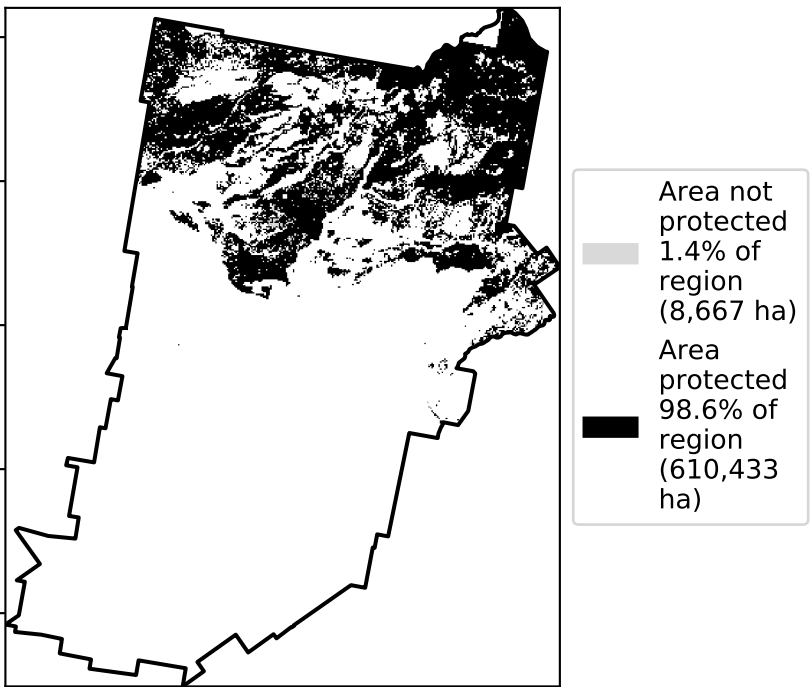 Area not
protected
1.4% of
region
(8,667 ha)
Area
protected
98.6% of
region
(610,433
ha)